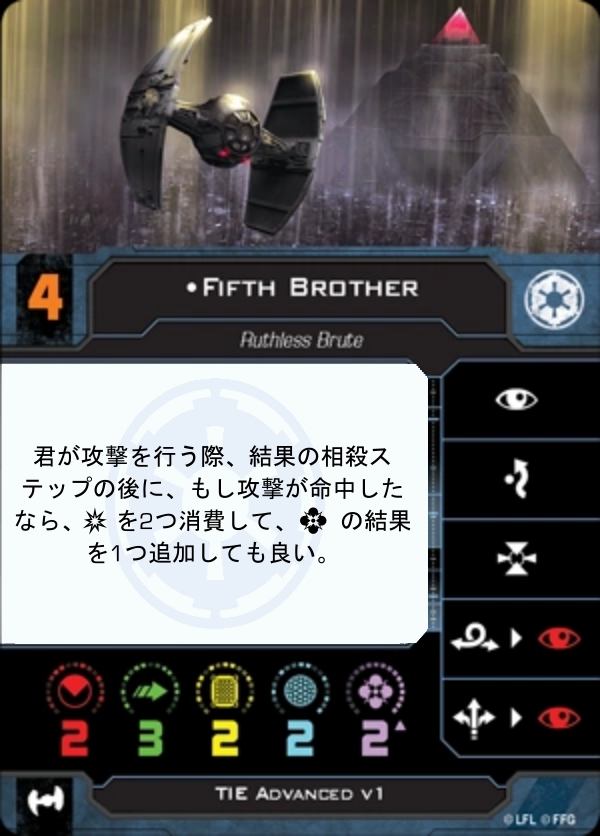 4
•FIFTH BROTHER
Ruthless Brute
君が攻撃を行う際、結果の相殺ス
テップの後に、もし攻撃が命中した
なら、 を2つ消費して、 の結果
を1つ追加しても良い。
2 3 2 2 2
TIE ADVANCED V1
© LFL © FFG